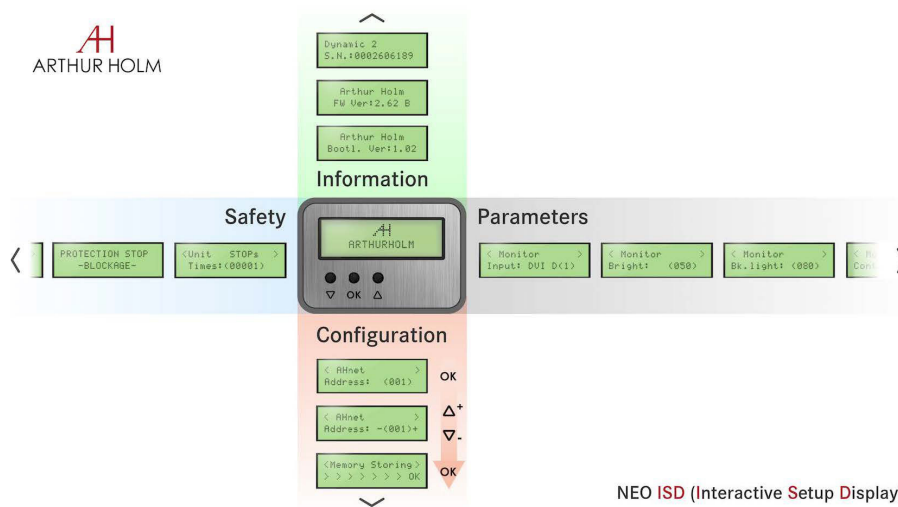 AH
ARTHUR HOLM
Dynamic 2
S.N.:0002606189
Arthur Holm
FW Ver:2.62 B
Arthur Holm
Bootl. Ver:1.02
Information
Safety
Parameters
PROTECTION STOP
-BLOCKAGE-
<Unit STOPs >
Times:(00001)
AH
ARTHURHOLM
▽ OK △
< Monitor >
Input: DVI D(1)
< Monitor >
Bright: (050)
< Monitor >
Bk.light: (080)
Configuration
< AHnet >
Address: (001)
OK
< AHnet >
Address: -(001)+
△+
▽-
<Memory Storing>
> > > > > > > OK
OK
NEO ISD (Interactive Setup Display